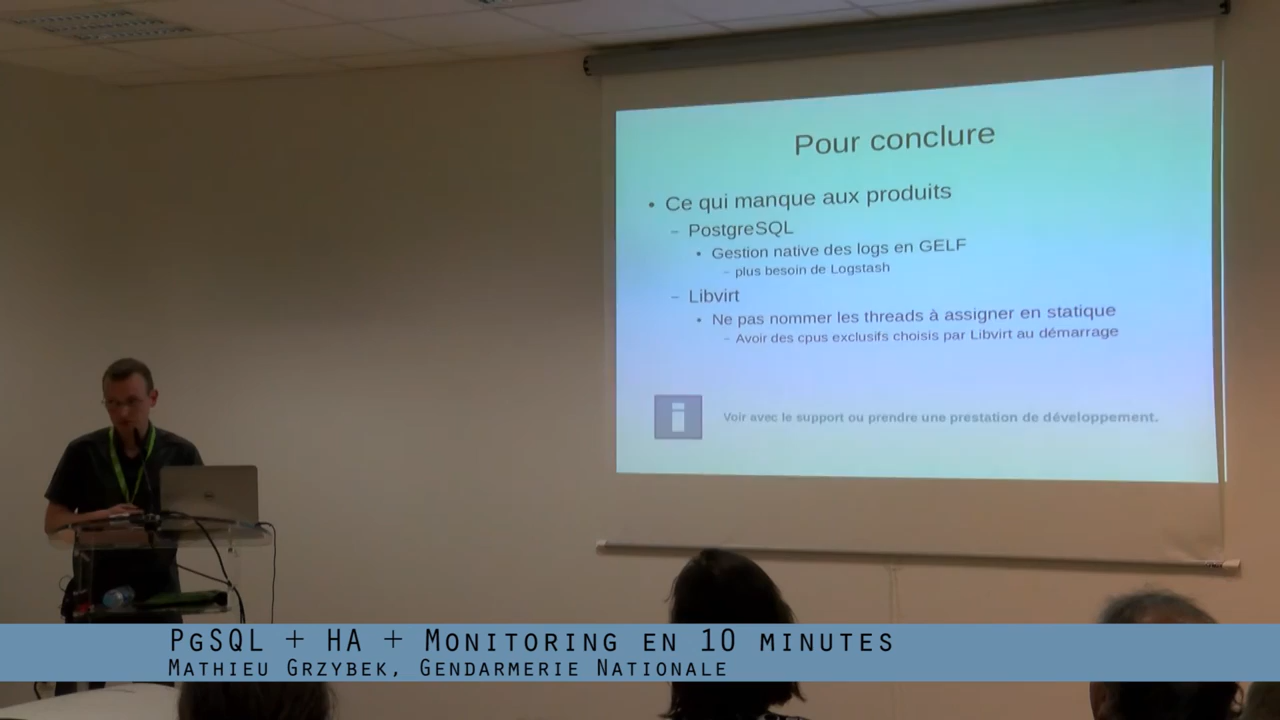 Pour conclure
• Ce qui manque aux produits
– PostgreSQL
• Gestion native des logs en GELF
– plus besoin de Logstash
– Libvirt
• Ne pas nommer les threads à assigner en statique
– Avoir des cpus exclusifs choisis par Libvirt au démarrage
i Voir avec le support ou prendre une prestation de développement.
PgSQL + HA + Monitoring en 10 minutes
Mathieu Grzybek, Gendarmerie Nationale